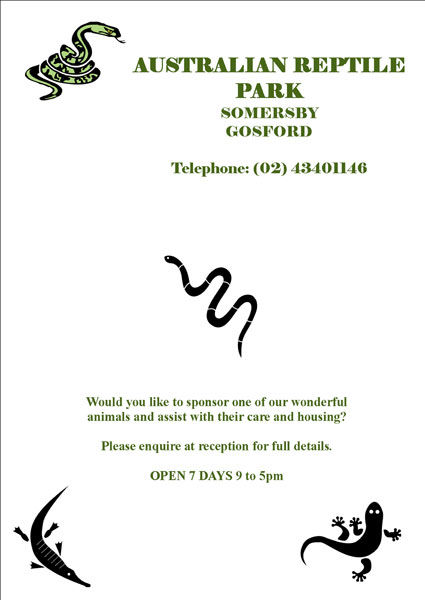 AUSTRALIAN REPTILE
PARK
SOMERSBY
GOSFORD
Telephone: (02) 43401146
Would you like to sponsor one of our wonderful
animals and assist with their care and housing?
Please enquire at reception for full details.
OPEN 7 DAYS 9 to 5pm